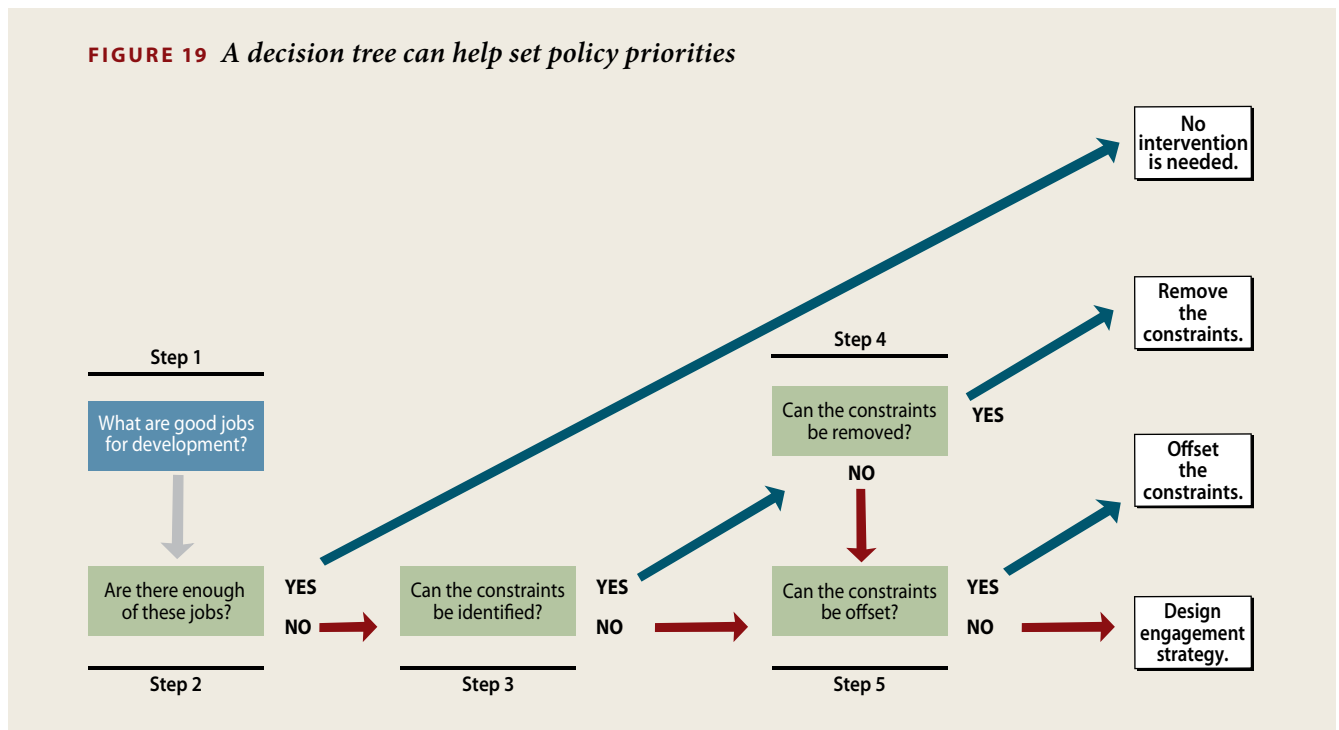 FIGURE 19 A decision tree can help set policy priorities
No
intervention
is needed.
Remove
the
constraints.
Step 4
Step 1
Can the constraints
be removed?
YES
NO
What are good jobs
for development?
Offset
the
constraints.
Are there enough
of these jobs?
YES
NO
Can the constraints
be identified?
YES
NO
Can the constraints
be offset?
YES
NO
Design
engagement
strategy.
Step 2
Step 3
Step 5